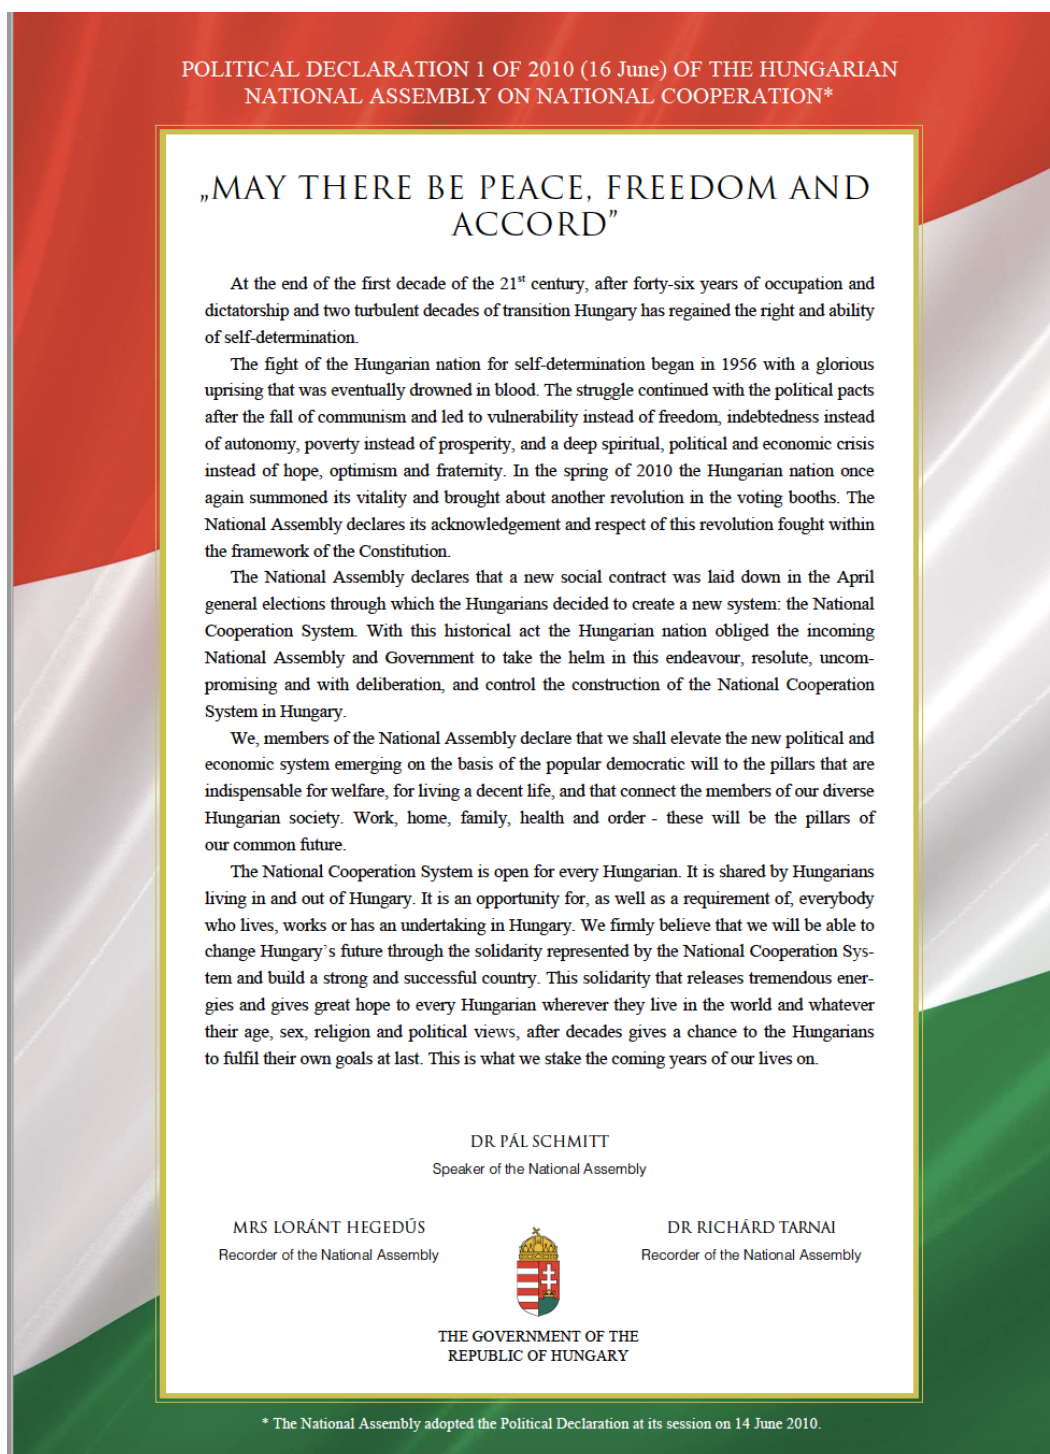 POLITICAL DECLARATION 1 OF 2010 (16 June) OF THE HUNGARIAN
NATIONAL ASSEMBLY ON NATIONAL COOPERATION*
„MAY THERE BE PEACE, FREEDOM AND
ACCORD”
At the end of the first decade of the 21st century, after forty-six years of occupation and
dictatorship and two turbulent decades of transition Hungary has regained the right and ability
of self-determination.
The fight of the Hungarian nation for self-determination began in 1956 with a glorious
uprising that was eventually drowned in blood. The struggle continued with the political pacts
after the fall of communism and led to vulnerability instead of freedom, indebtedness instead
of autonomy, poverty instead of prosperity, and a deep spiritual, political and economic crisis
instead of hope, optimism and fraternity. In the spring of 2010 the Hungarian nation once
again summoned its vitality and brought about another revolution in the voting booths. The
National Assembly declares its acknowledgement and respect of this revolution fought within
the framework of the Constitution.
The National Assembly declares that a new social contract was laid down in the April
general elections through which the Hungarians decided to create a new system: the National
Cooperation System. With this historical act the Hungarian nation obliged the incoming
National Assembly and Government to take the helm in this endeavour, resolute, uncom-
promising and with deliberation, and control the construction of the National Cooperation
System in Hungary.
We, members of the National Assembly declare that we shall elevate the new political and
economic system emerging on the basis of the popular democratic will to the pillars that are
indispensable for welfare, for living a decent life, and that connect the members of our diverse
Hungarian society. Work, home, family, health and order - these will be the pillars of
our common future.
The National Cooperation System is open for every Hungarian. It is shared by Hungarians
living in and out of Hungary. It is an opportunity for, as well as a requirement of, everybody
who lives, works or has an undertaking in Hungary. We firmly believe that we will be able to
change Hungary’s future through the solidarity represented by the National Cooperation Sys-
tem and build a strong and successful country. This solidarity that releases tremendous ener-
gies and gives great hope to every Hungarian wherever they live in the world and whatever
their age, sex, religion and political views, after decades gives a chance to the Hungarians
to fulfil their own goals at last. This is what we stake the coming years of our lives on.
DR PÁL SCHMITT
Speaker of the National Assembly
MRS LORÁNT HEGEDŰS
Recorder of the National Assembly
DR RICHÁRD TARNAI
Recorder of the National Assembly
THE GOVERNMENT OF THE
REPUBLIC OF HUNGARY
* The National Assembly adopted the Political Declaration at its session on 14 June 2010.